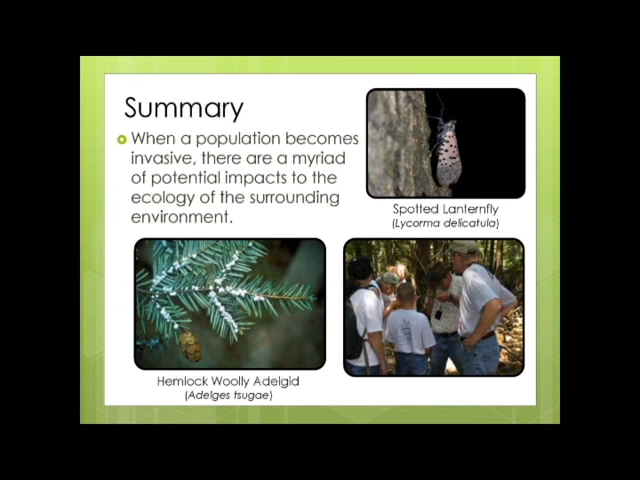 Summary
When a population becomes
invasive, there are a myriad
of potential impacts to the
ecology of the surrounding
environment.
Spotted Lanternfly
(Lycorma delicatula)
Hemlock Woolly Adelgid
(Adelges tsugae)